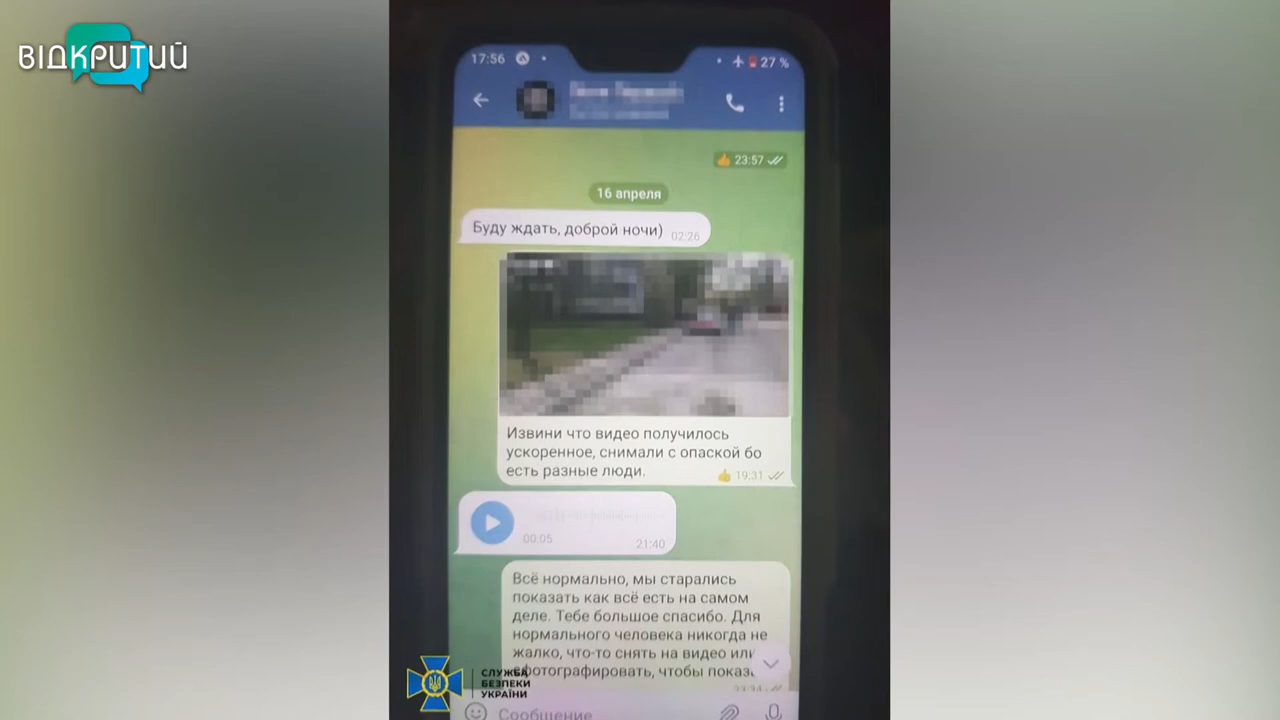 ВІДКРИТИЙ
17:56
27 %
23:57
16 апреля
Буду ждать, доброй ночи)
02:26
Извини что видео получилось
ускоренное, снимали с опаской бо
есть разные люди.
19:31
00:05
21:40
Всё нормально, мы старались
показать как всё есть на самом
деле. Тебе большое спасибо. Для
нормального человека никогда не
жалко, что-то снять на видео или
сфотографировать, чтобы
23:34
СЛУЖБА
БЕЗПЕКИ
УКРАЇНИ
Сообщение